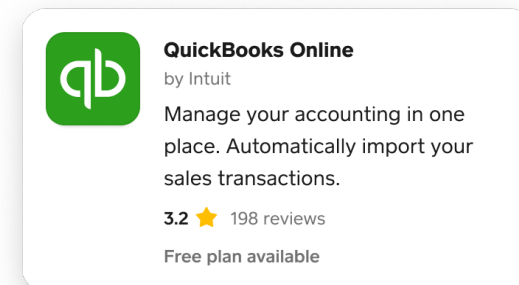 qb
QuickBooks Online
by Intuit
Manage your accounting in one
place. Automatically import your
sales transactions.
3.2 ★ 198 reviews
Free plan available